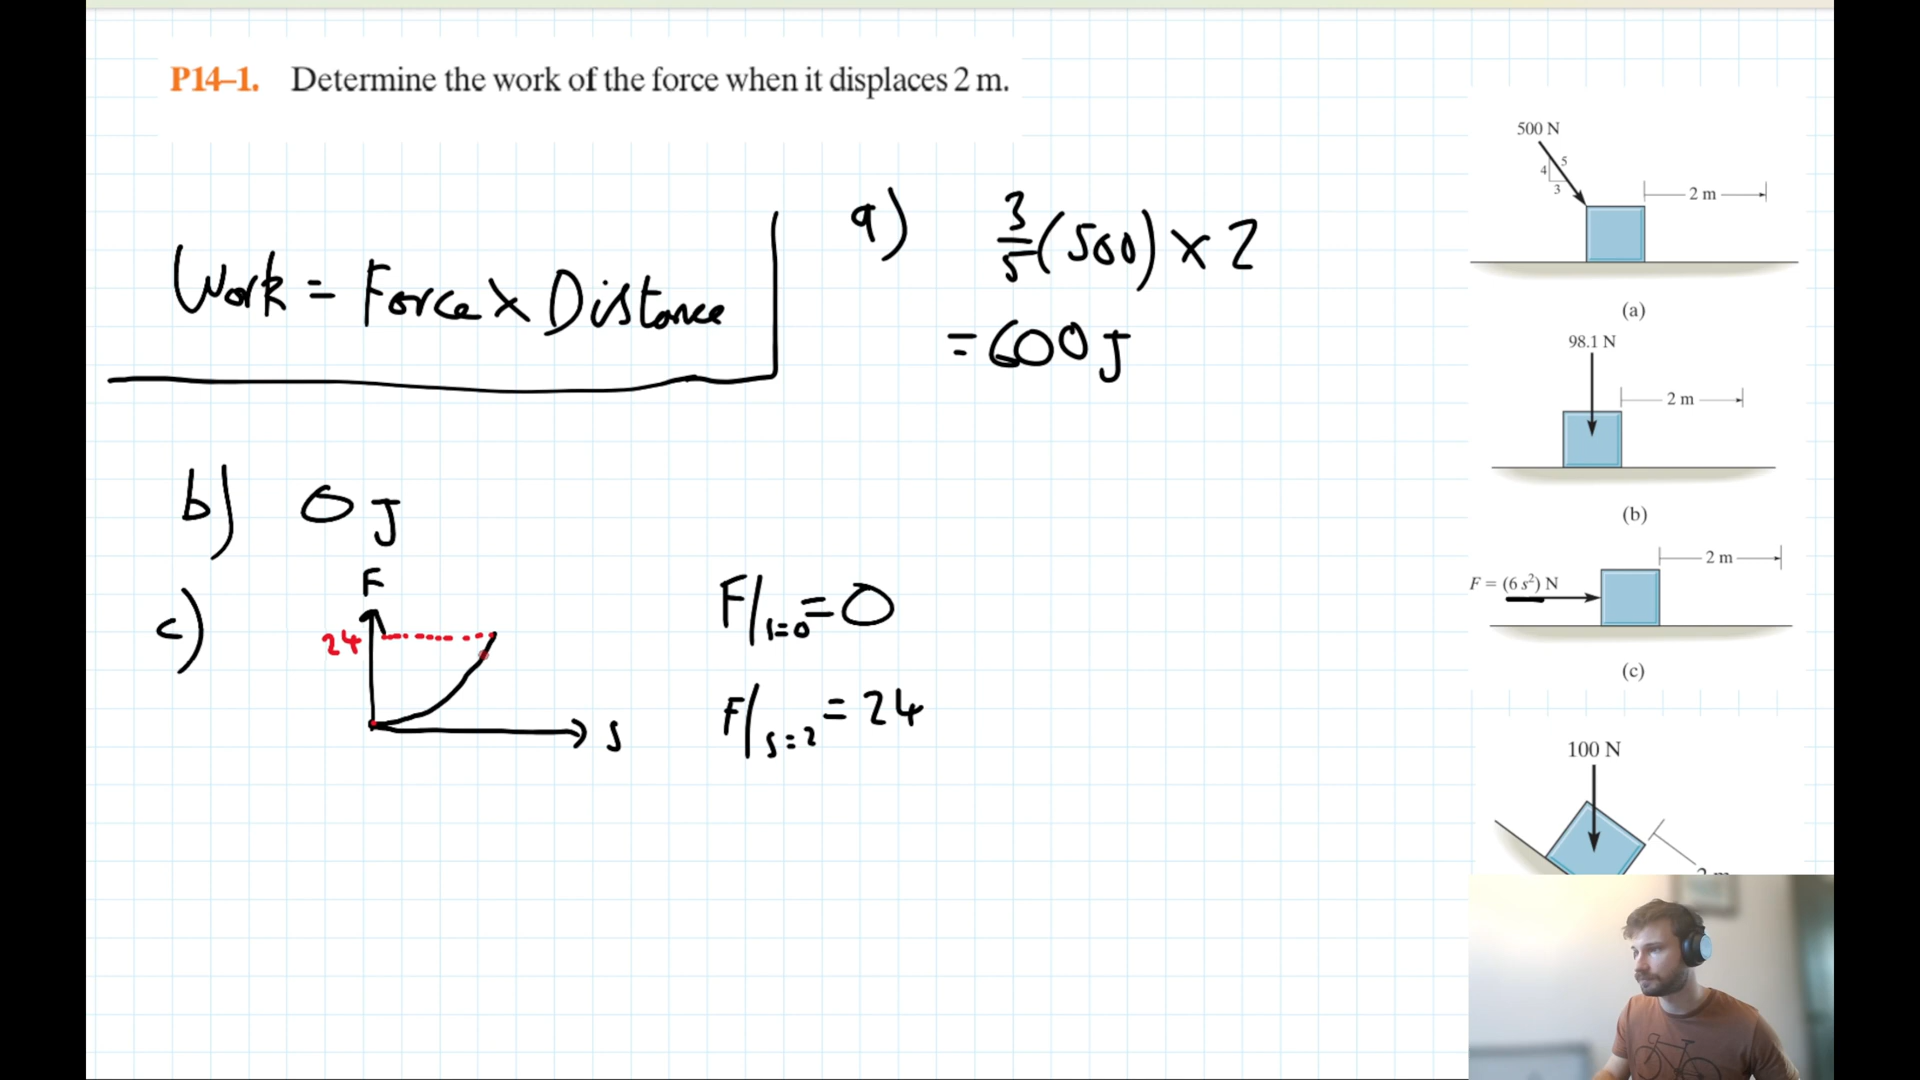 P14–1. Determine the work of the force when it displaces 2 m.
Work = Force × Distance
a) 3/5 (500) × 2
= 600 J
b) 0 J
c)
F
24
S
F|s=0 = 0
F|s=2 = 24
500 N
5
4
3
2 m
(a)
98.1 N
2 m
(b)
2 m
F = (6 s²) N
(c)
100 N